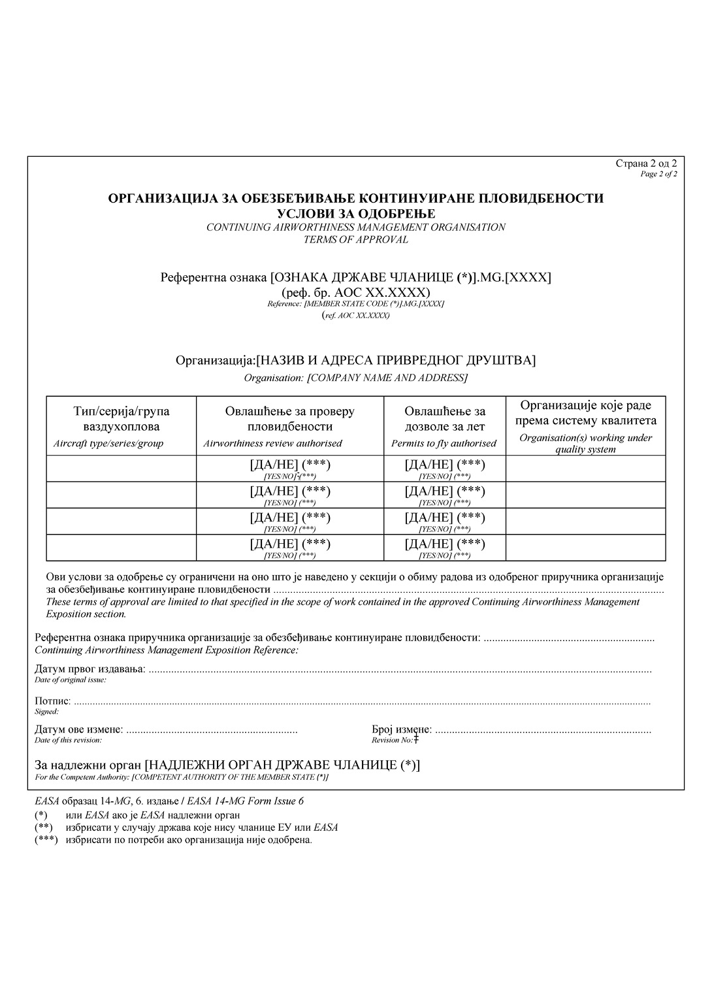 Страна 2 од 2
Page 2 of 2
ОРГАНИЗАЦИЈА ЗА ОБЕЗБЕЂИВАЊЕ КОНТИНУИРАНЕ ПЛОВИДБЕНОСТИ
УСЛОВИ ЗА ОДОБРЕЊЕ
CONTINUING AIRWORTHINESS MANAGEMENT ORGANISATION
TERMS OF APPROVAL
Референтна ознака [ОЗНАКА ДРЖАВЕ ЧЛАНИЦЕ (*)].MG.[XXXX]
(реф. бр. AOC XX.XXXX)
Reference: [MEMBER STATE CODE (*)].MG.[XXXX]
(ref. AOC XX.XXXX)
Организација:[НАЗИВ И АДРЕСА ПРИВРЕДНОГ ДРУШТВА]
Organisation: [COMPANY NAME AND ADDRESS]
Тип/серија/група
ваздухоплова
Aircraft type/series/group
Овлашћење за проверу
пловидбености
Airworthiness review authorised
Овлашћење за
дозволе за лет
Permits to fly authorised
Организације које раде
према систему квалитета
Organisation(s) working under
quality system
[ДА/НЕ] (***) [ДА/НЕ] (***)
[YES/NO] (***) [YES/NO] (***)
[ДА/НЕ] (***) [ДА/НЕ] (***)
[YES/NO] (***) [YES/NO] (***)
[ДА/НЕ] (***) [ДА/НЕ] (***)
[YES/NO] (***) [YES/NO] (***)
[ДА/НЕ] (***) [ДА/НЕ] (***)
[YES/NO] (***) [YES/NO] (***)
Ови услови за одобрење су ограничени на оно што је наведено у секцији о обиму радова из одобреног приручника организације
за обезбеђивање континуиране пловидбености ....................................................................................................................................
These terms of approval are limited to that specified in the scope of work contained in the approved Continuing Airworthiness Management
Exposition section.
Референтна ознака приручника организације за обезбеђивање континуиране пловидбености: .........................................................
Continuing Airworthiness Management Exposition Reference:
Датум првог издавања: .........................................................................................................................................................................
Date of original issue:
Потпис: ...................................................................................................................................................................................................
Signed:
Датум ове измене: ......................................................... Број измене: .........................................................................
Date of this revision: Revision No:‡
За надлежни орган [НАДЛЕЖНИ ОРГАН ДРЖАВЕ ЧЛАНИЦЕ (*)]
For the Competent Authority: [COMPETENT AUTHORITY OF THE MEMBER STATE (*)]
EASA образац 14-MG, 6. издање / EASA 14-MG Form Issue 6
(*) или EASA ако је EASA надлежни орган
(**) избрисати у случају држава које нису чланице ЕУ или EASA
(***) избрисати по потреби ако организација није одобрена.